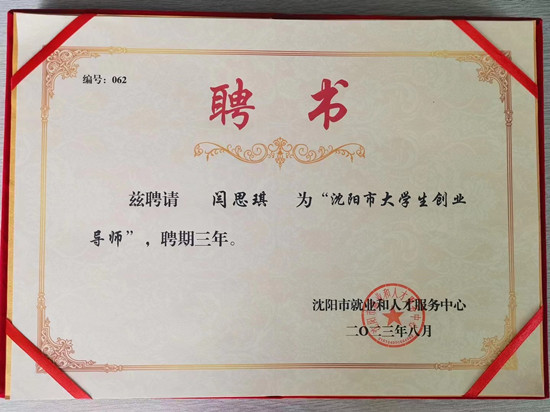 编号：062
聘书
兹聘请 闫思琪 为“沈阳市大学生创业
导师”，聘期三年。
沈阳市就业和人才服务中心
二〇二三年八月